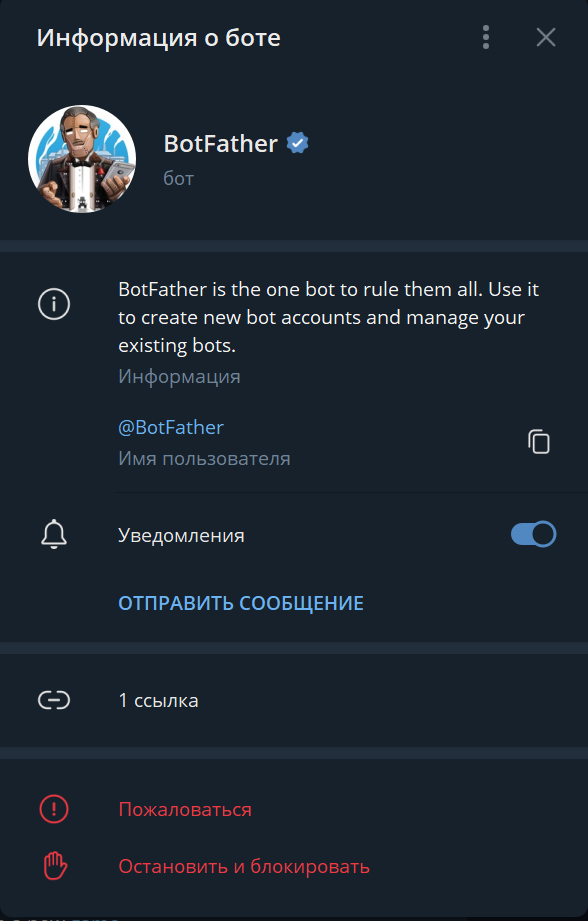 Информация о боте
BotFather
бот
BotFather is the one bot to rule them all. Use it
to create new bot accounts and manage your
existing bots.
Информация
@BotFather
Имя пользователя
Уведомления
ОТПРАВИТЬ СООБЩЕНИЕ
1 ссылка
Пожаловаться
Остановить и блокировать